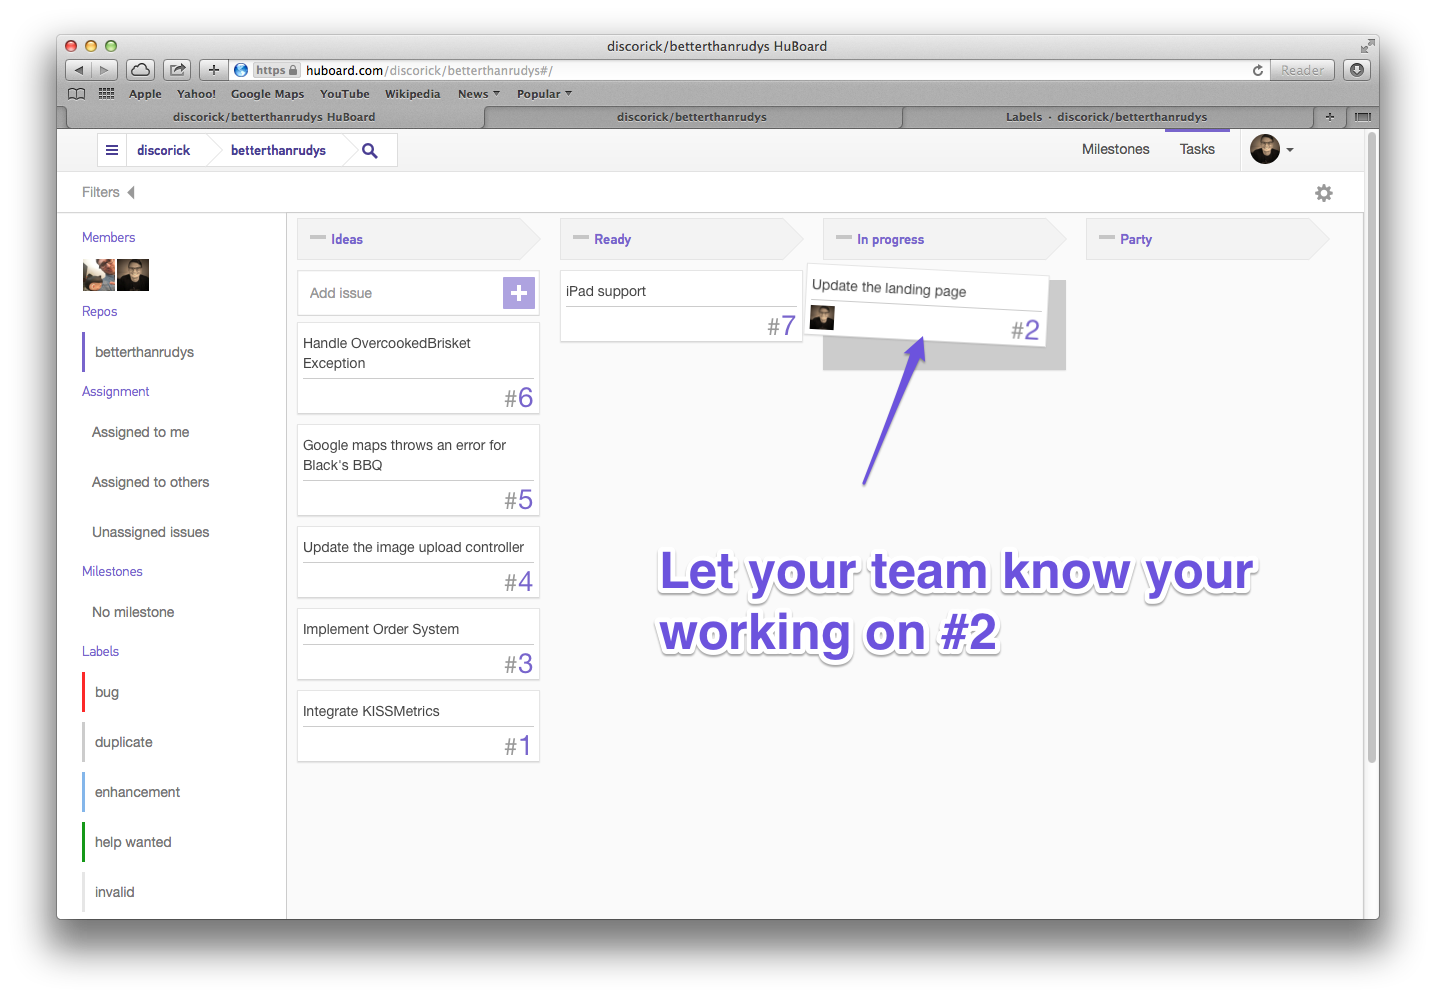 discorick/betterthanrudys HuBoard
https huboard.com/discorick/betterthanrudys#/ Reader
Apple Yahoo! Google Maps YouTube Wikipedia News Popular
discorick/betterthanrudys HuBoard discorick/betterthanrudys Labels · discorick/betterthanrudys
discorick betterthanrudys Milestones Tasks
Filters
Members
Repos
betterthanrudys
Assignment
Assigned to me
Assigned to others
Unassigned issues
Milestones
No milestone
Labels
bug
duplicate
enhancement
help wanted
invalid
Ideas
Add issue
Handle OvercookedBrisket
Exception
#6
Google maps throws an error for
Black's BBQ
#5
Update the image upload controller
#4
Implement Order System
#3
Integrate KISSMetrics
#1
Ready
iPad support
#7
In progress
Update the landing page
#2
Party
Let your team know your
working on #2